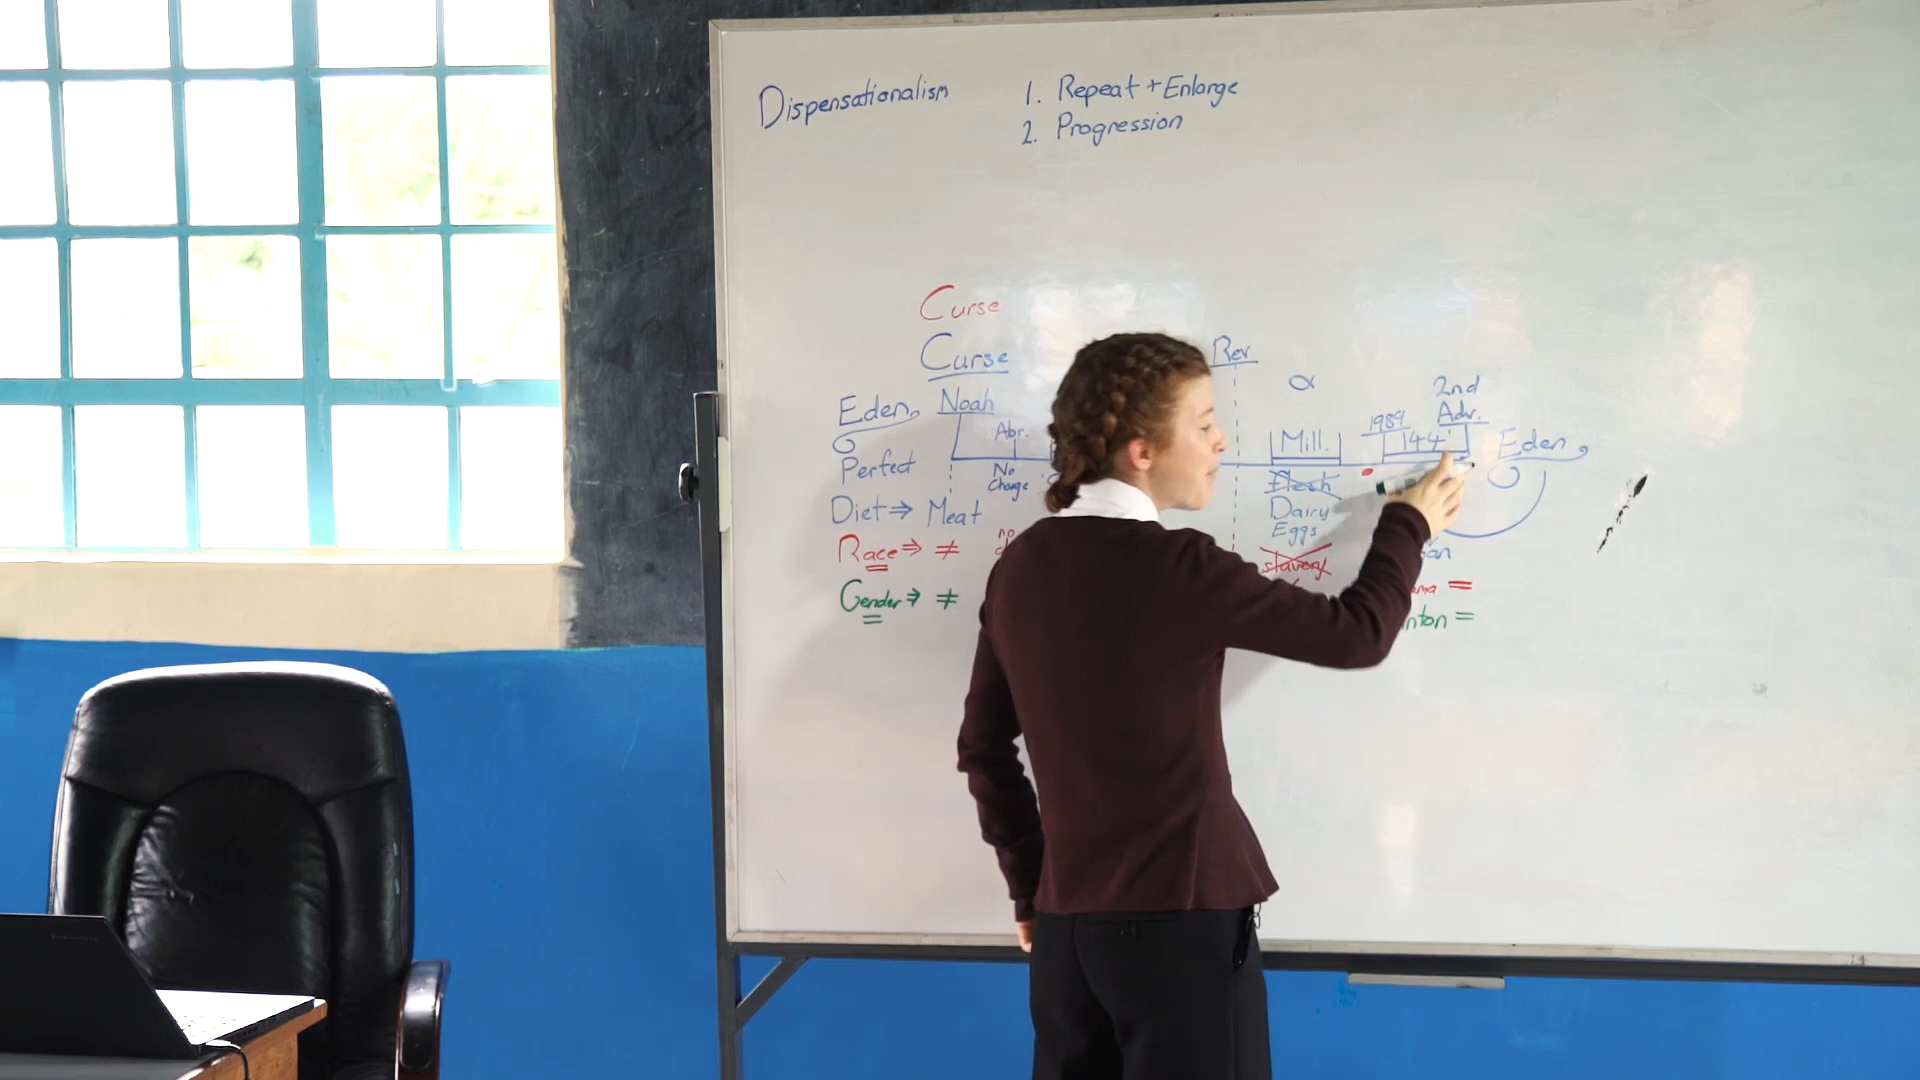 Dispensationalism
1. Repeat + Enlarge
2. Progression
Curse
Curse
Rev
α
2nd
Adv.
Eden
Noah
Abr.
Mill.
1989
144
Eden
Perfect
No
Change
Flesh
Dairy
Eggs
Diet ⇒ Meat
no
Race ⇒ ≠
slavery
=
Gender ⇒ ≠
=